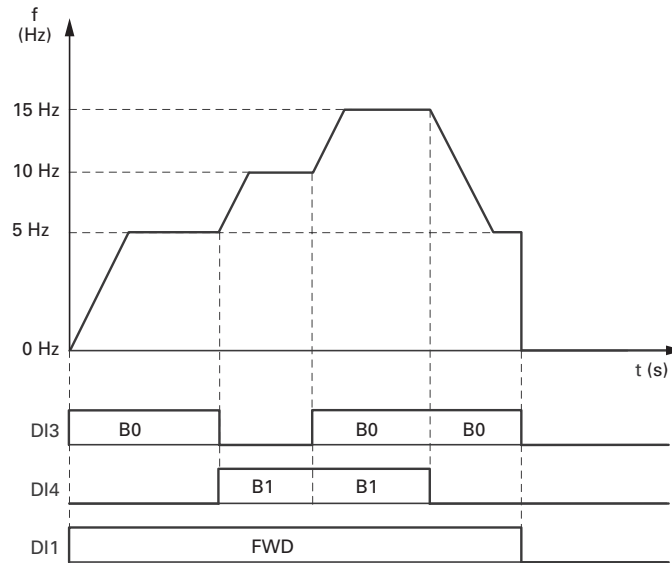 f
(Hz)
15 Hz
10 Hz
5 Hz
0 Hz
t (s)
DI3 B0 B0 B0
DI4 B1 B1
DI1 FWD